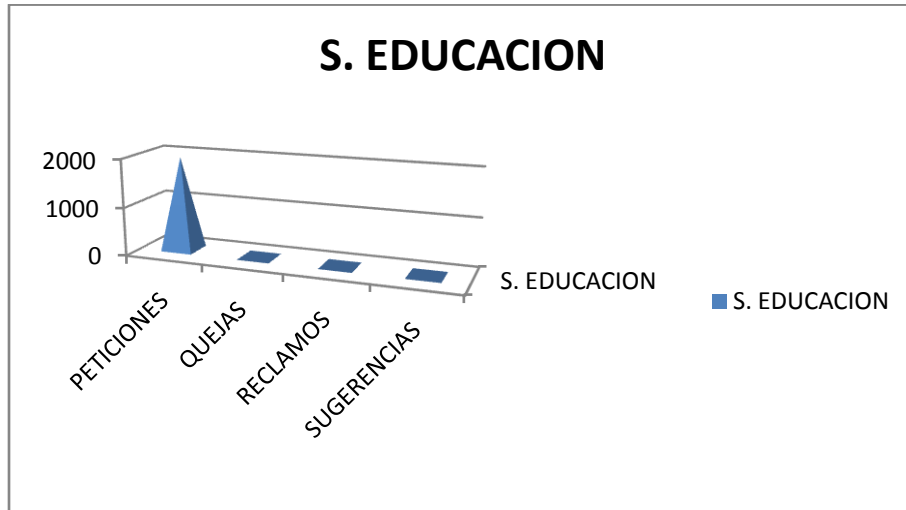 S. EDUCACION
2000
1000
0
PETICIONES
QUEJAS
RECLAMOS
SUGERENCIAS
S. EDUCACION
S. EDUCACION